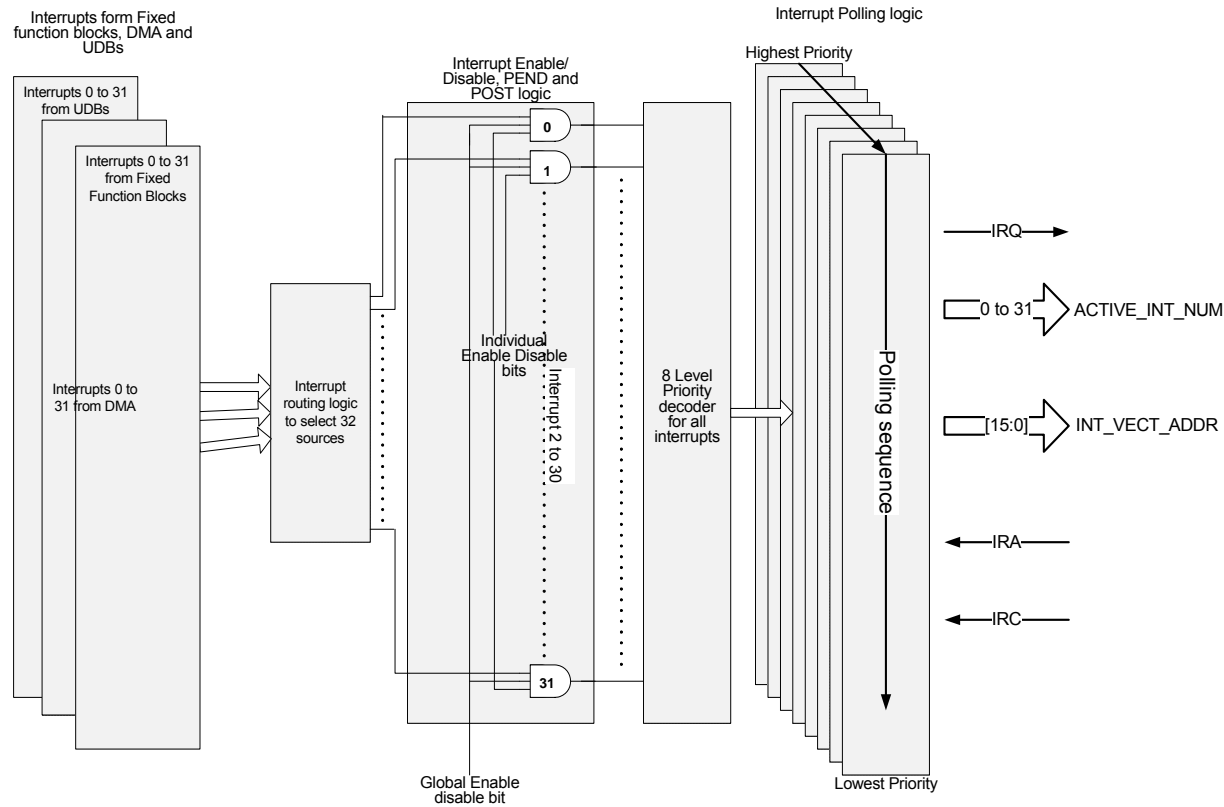 Interrupts form Fixed
function blocks, DMA and
UDBs
Interrupts 0 to 31
from UDBs
Interrupts 0 to 31
from Fixed
Function Blocks
Interrupts 0 to
31 from DMA
Interrupt
routing logic
to select 32
sources
Interrupt Enable/
Disable, PEND and
POST logic
0
1
Individual
Enable Disable
bits
Interrupt 2 to 30
31
Global Enable
disable bit
8 Level
Priority
decoder
for all
interrupts
Interrupt Polling logic
Highest Priority
Polling sequence
Lowest Priority
IRQ
0 to 31 ACTIVE_INT_NUM
[15:0] INT_VECT_ADDR
IRA
IRC